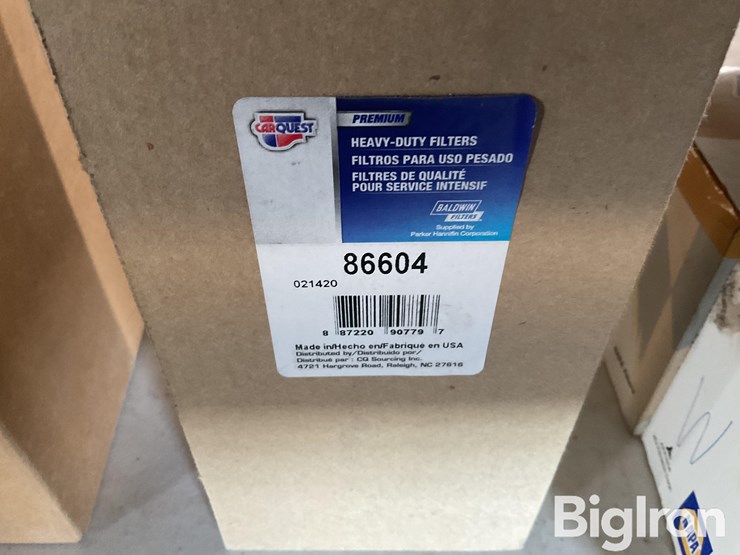 CARQUEST
PREMIUM
HEAVY-DUTY FILTERS
FILTROS PARA USO PESADO
FILTRES DE QUALITÉ
POUR SERVICE INTENSIF
BALDWIN
FILTERS
Supplied by
Parker Hannifin Corporation
86604
021420
8 87220 90779 7
Made in/Hecho en/Fabriqué en USA
Distributed by/Distribuido por/
Distribué par : CQ Sourcing Inc.
4721 Hargrove Road, Raleigh, NC 27616
W
BigIron